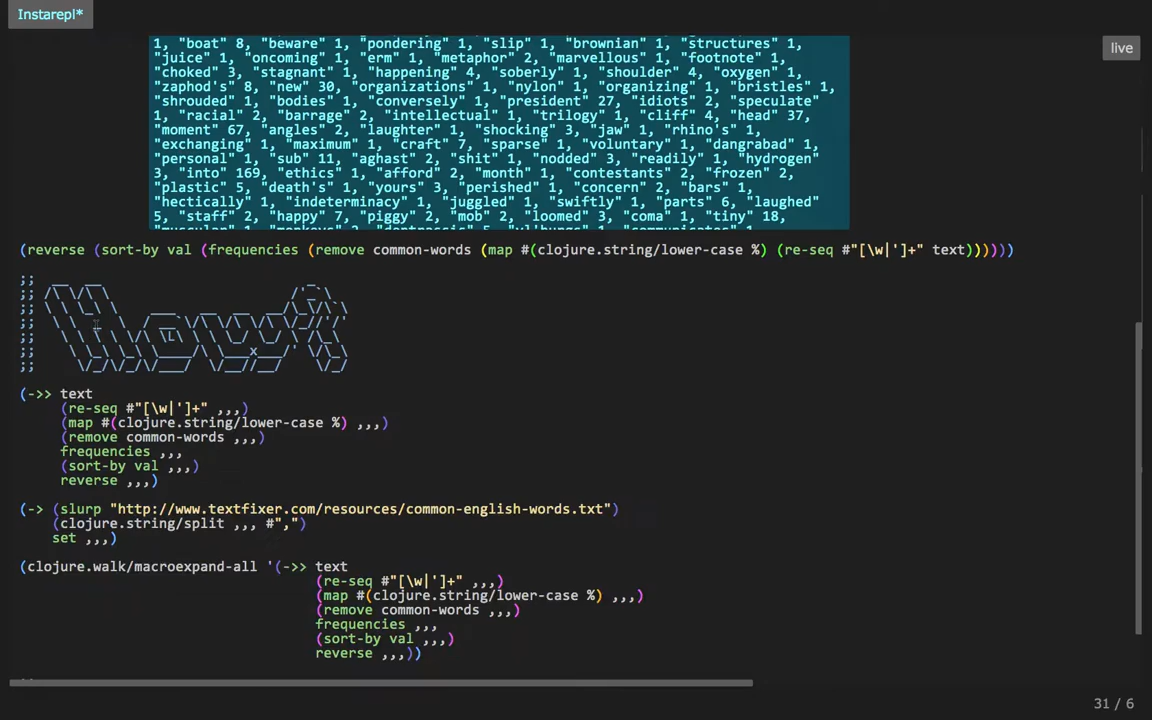 Instarepl*
live
1, "boat" 8, "beware" 1, "pondering" 1, "slip" 1, "brownian" 1, "structures" 1,
"juice" 1, "oncoming" 1, "erm" 1, "metaphor" 2, "marvellous" 1, "footnote" 1,
"choked" 3, "stagnant" 1, "happening" 4, "soberly" 1, "shoulder" 4, "oxygen" 1,
"zaphod's" 8, "new" 30, "organizations" 1, "nylon" 1, "organizing" 1, "bristles" 1,
"shrouded" 1, "bodies" 1, "conversely" 1, "president" 27, "idiots" 2, "speculate"
1, "racial" 2, "barrage" 2, "intellectual" 1, "trilogy" 1, "cliff" 4, "head" 37,
"moment" 67, "angles" 2, "laughter" 1, "shocking" 3, "jaw" 1, "rhino's" 1,
"exchanging" 1, "maximum" 1, "craft" 7, "sparse" 1, "voluntary" 1, "dangrabad" 1,
"personal" 1, "sub" 11, "aghast" 2, "shit" 1, "nodded" 3, "readily" 1, "hydrogen"
3, "into" 169, "ethics" 1, "afford" 2, "month" 1, "contestants" 2, "frozen" 2,
"plastic" 5, "death's" 1, "yours" 3, "perished" 1, "concern" 2, "bars" 1,
"hectically" 1, "indeterminacy" 1, "juggled" 1, "swiftly" 1, "parts" 6, "laughed"
5, "staff" 2, "happy" 7, "piggy" 2, "mob" 2, "loomed" 3, "coma" 1, "tiny" 18,
(reverse (sort-by val (frequencies (remove common-words (map #(clojure.string/lower-case %) (re-seq #"[\w|']+" text))))))
;; How?
(->> text
(re-seq #"[\w|']+" ,,,)
(map #(clojure.string/lower-case %) ,,,)
(remove common-words ,,,)
frequencies ,,,
(sort-by val ,,,)
reverse ,,,)
(-> (slurp "http://www.textfixer.com/resources/common-english-words.txt")
(clojure.string/split ,,, #",")
set ,,,)
(clojure.walk/macroexpand-all '(->> text
(re-seq #"[\w|']+" ,,,)
(map #(clojure.string/lower-case %) ,,,)
(remove common-words ,,,)
frequencies ,,,
(sort-by val ,,,)
reverse ,,,))
31 / 6